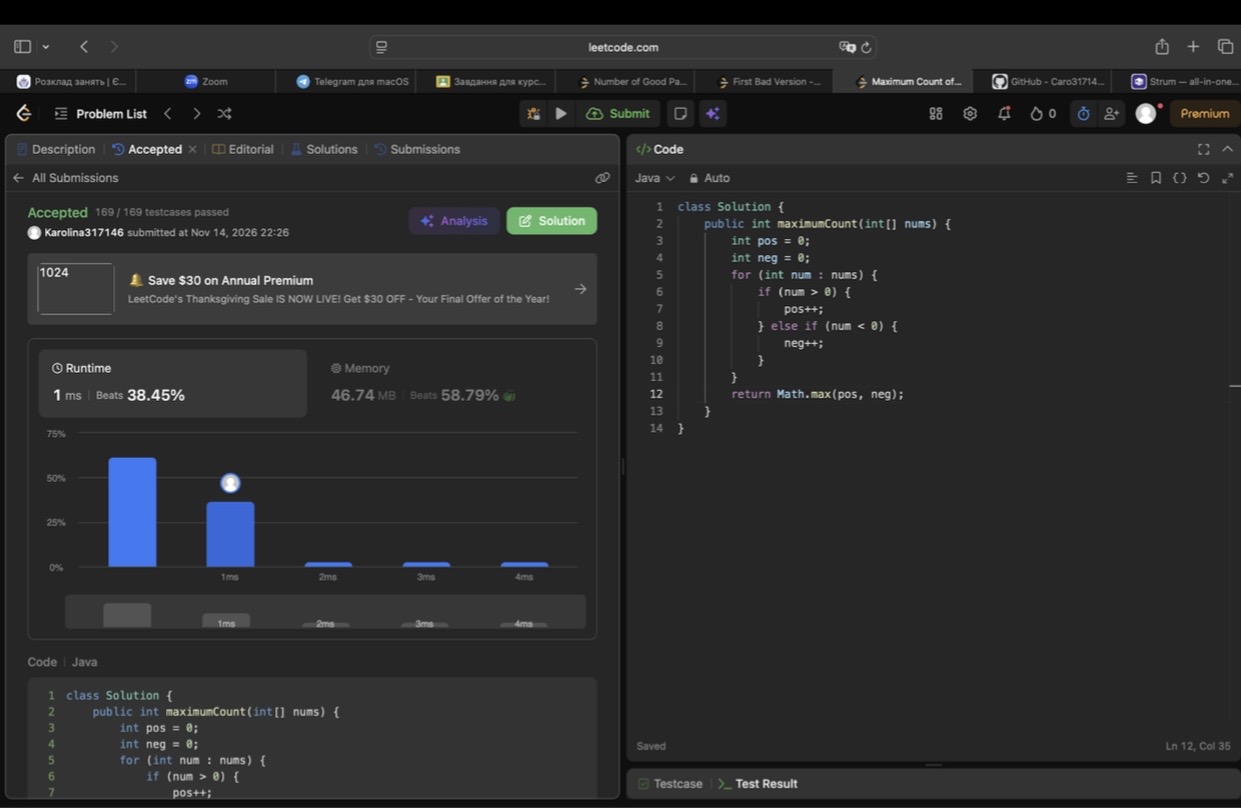 leetcode.com
Розклад занять | Є...
Zoom
Telegram для macOS
Завдання для курс...
Number of Good Pa...
First Bad Version -...
Maximum Count of...
GitHub - Caro31714...
Strum — all-in-one...
Problem List
Submit
0
Premium
Description
Accepted
Editorial
Solutions
Submissions
All Submissions
Accepted 169 / 169 testcases passed
Karolina317146 submitted at Nov 14, 2026 22:26
Analysis
Solution
1024
Save $30 on Annual Premium
LeetCode's Thanksgiving Sale IS NOW LIVE! Get $30 OFF - Your Final Offer of the Year!
Runtime
1 ms | Beats 38.45%
Memory
46.74 MB | Beats 58.79%
75%
50%
25%
0%
1ms 2ms 3ms 4ms
1ms 2ms 3ms 4ms
Code | Java
1 class Solution {
2 public int maximumCount(int[] nums) {
3 int pos = 0;
4 int neg = 0;
5 for (int num : nums) {
6 if (num > 0) {
7 pos++;
</> Code
Java
Auto
1 class Solution {
2 public int maximumCount(int[] nums) {
3 int pos = 0;
4 int neg = 0;
5 for (int num : nums) {
6 if (num > 0) {
7 pos++;
8 } else if (num < 0) {
9 neg++;
10 }
11 }
12 return Math.max(pos, neg);
13 }
14 }
Saved
Ln 12, Col 35
Testcase
Test Result